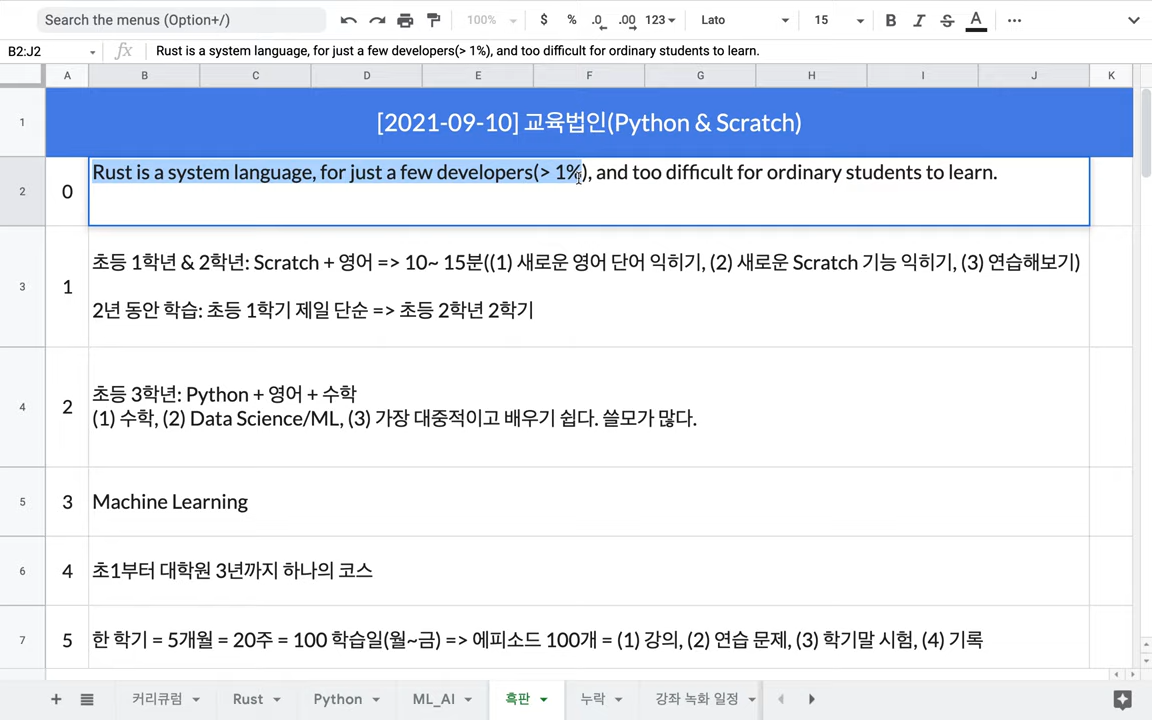 Search the menus (Option+/)
100%
$ % .0 .00 123
Lato
15
B I S A
B2:J2
fx
Rust is a system language, for just a few developers(> 1%), and too difficult for ordinary students to learn.
A B C D E F G H I J K
1 [2021-09-10] 교육법인(Python & Scratch)
2 0 Rust is a system language, for just a few developers(> 1%), and too difficult for ordinary students to learn.
초등 1학년 & 2학년: Scratch + 영어 => 10~ 15분((1) 새로운 영어 단어 익히기, (2) 새로운 Scratch 기능 익히기, (3) 연습해보기)
3 1
2년 동안 학습: 초등 1학기 제일 단순 => 초등 2학년 2학기
초등 3학년: Python + 영어 + 수학
4 2
(1) 수학, (2) Data Science/ML, (3) 가장 대중적이고 배우기 쉽다. 쓸모가 많다.
5 3 Machine Learning
6 4 초1부터 대학원 3년까지 하나의 코스
7 5 한 학기 = 5개월 = 20주 = 100 학습일(월~금) => 에피소드 100개 = (1) 강의, (2) 연습 문제, (3) 학기말 시험, (4) 기록
커리큐럼 Rust Python ML_AI 흑판 누락 강좌 녹화 일정